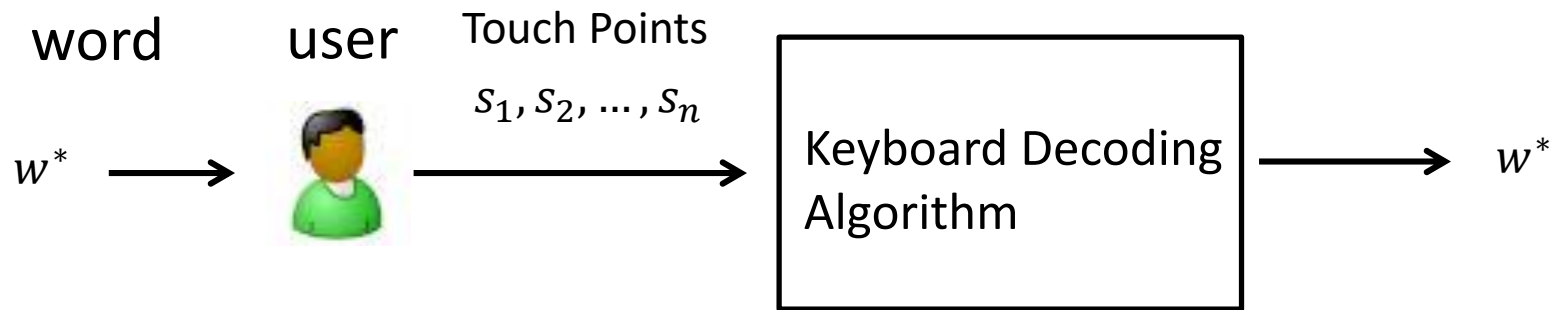 word
user
Touch Points
s₁, s₂, ... , sₙ
w*
Keyboard Decoding
Algorithm
w*